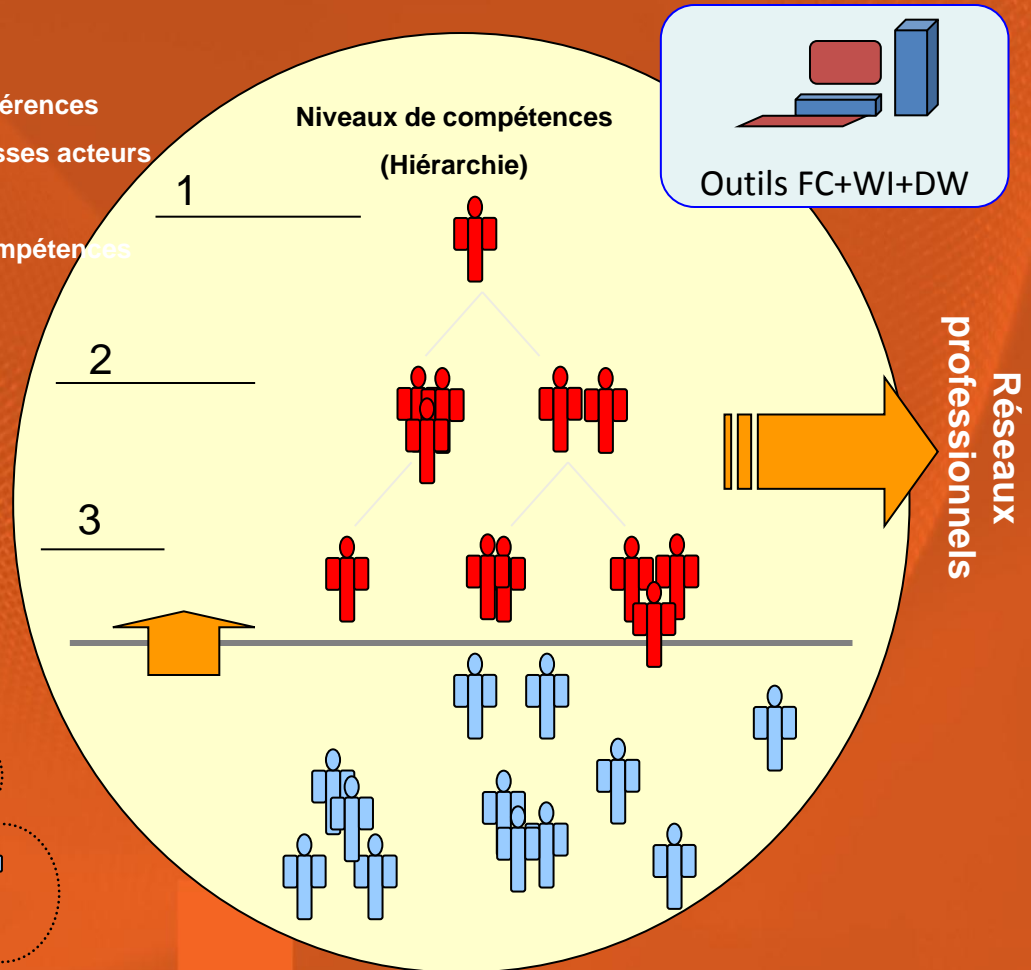 érences
sses acteurs
mpétences
Niveaux de compétences
(Hiérarchie)
Outils FC+WI+DW
1
2
3
Réseaux
professionnels